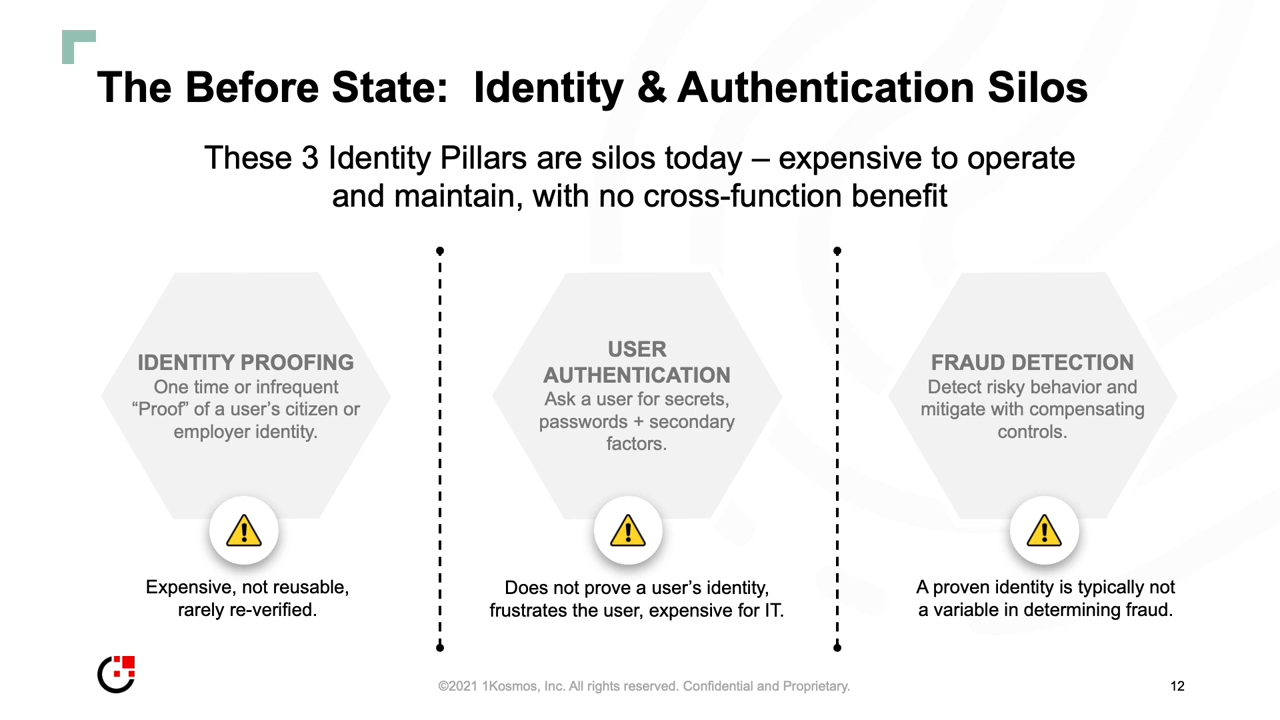 The Before State:  Identity & Authentication Silos
These 3 Identity Pillars are silos today – expensive to operate
and maintain, with no cross-function benefit
IDENTITY PROOFING
One time or infrequent
“Proof” of a user’s citizen or
employer identity.
Expensive, not reusable,
rarely re-verified.
USER
AUTHENTICATION
Ask a user for secrets,
passwords + secondary
factors.
Does not prove a user’s identity,
frustrates the user, expensive for IT.
FRAUD DETECTION
Detect risky behavior and
mitigate with compensating
controls.
A proven identity is typically not
a variable in determining fraud.
©2021 1Kosmos, Inc. All rights reserved. Confidential and Proprietary.
12